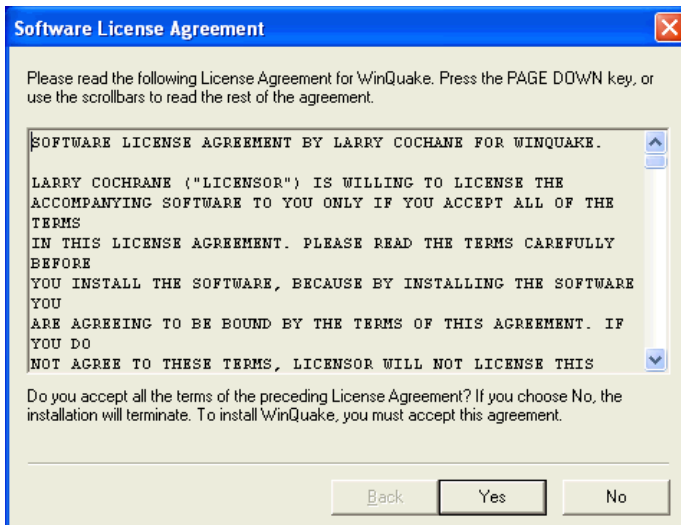 Software License Agreement
Please read the following License Agreement for WinQuake. Press the PAGE DOWN key, or
use the scrollbars to read the rest of the agreement.
SOFTWARE LICENSE AGREEMENT BY LARRY COCHANE FOR WINQUAKE.
LARRY COCHRANE ("LICENSOR") IS WILLING TO LICENSE THE
ACCOMPANYING SOFTWARE TO YOU ONLY IF YOU ACCEPT ALL OF THE
TERMS
IN THIS LICENSE AGREEMENT. PLEASE READ THE TERMS CAREFULLY
BEFORE
YOU INSTALL THE SOFTWARE, BECAUSE BY INSTALLING THE SOFTWARE
YOU
ARE AGREEING TO BE BOUND BY THE TERMS OF THIS AGREEMENT. IF
YOU DO
NOT AGREE TO THESE TERMS, LICENSOR WILL NOT LICENSE THIS
Do you accept all the terms of the preceding License Agreement? If you choose No, the
installation will terminate. To install WinQuake, you must accept this agreement.
Back
Yes
No